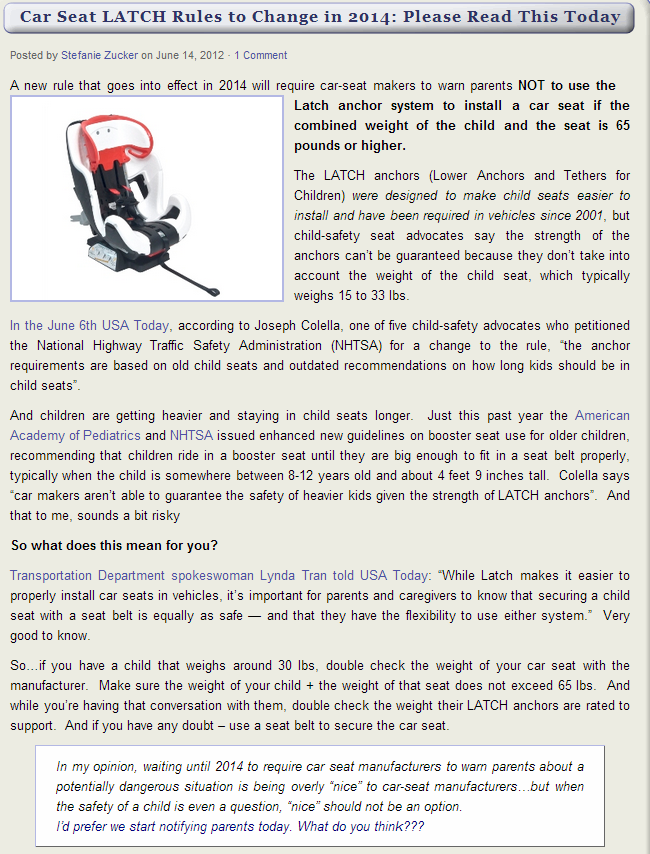 Car Seat LATCH Rules to Change in 2014: Please Read This Today
Posted by Stefanie Zucker on June 14, 2012 · 1 Comment
A new rule that goes into effect in 2014 will require car-seat makers to warn parents NOT to use the
Latch anchor system to install a car seat if the
combined weight of the child and the seat is 65
pounds or higher.
The LATCH anchors (Lower Anchors and Tethers for
Children) were designed to make child seats easier to
install and have been required in vehicles since 2001, but
child-safety seat advocates say the strength of the
anchors can't be guaranteed because they don't take into
account the weight of the child seat, which typically
weighs 15 to 33 lbs.
In the June 6th USA Today, according to Joseph Colella, one of five child-safety advocates who petitioned
the National Highway Traffic Safety Administration (NHTSA) for a change to the rule, "the anchor
requirements are based on old child seats and outdated recommendations on how long kids should be in
child seats".
And children are getting heavier and staying in child seats longer. Just this past year the American
Academy of Pediatrics and NHTSA issued enhanced new guidelines on booster seat use for older children,
recommending that children ride in a booster seat until they are big enough to fit in a seat belt properly,
typically when the child is somewhere between 8-12 years old and about 4 feet 9 inches tall. Colella says
"car makers aren't able to guarantee the safety of heavier kids given the strength of LATCH anchors". And
that to me, sounds a bit risky
So what does this mean for you?
Transportation Department spokeswoman Lynda Tran told USA Today: "While Latch makes it easier to
properly install car seats in vehicles, it's important for parents and caregivers to know that securing a child
seat with a seat belt is equally as safe — and that they have the flexibility to use either system." Very
good to know.
So…if you have a child that weighs around 30 lbs, double check the weight of your car seat with the
manufacturer. Make sure the weight of your child + the weight of that seat does not exceed 65 lbs. And
while you're having that conversation with them, double check the weight their LATCH anchors are rated to
support. And if you have any doubt – use a seat belt to secure the car seat.
In my opinion, waiting until 2014 to require car seat manufacturers to warn parents about a
potentially dangerous situation is being overly "nice" to car-seat manufacturers…but when
the safety of a child is even a question, "nice" should not be an option.
I'd prefer we start notifying parents today. What do you think???